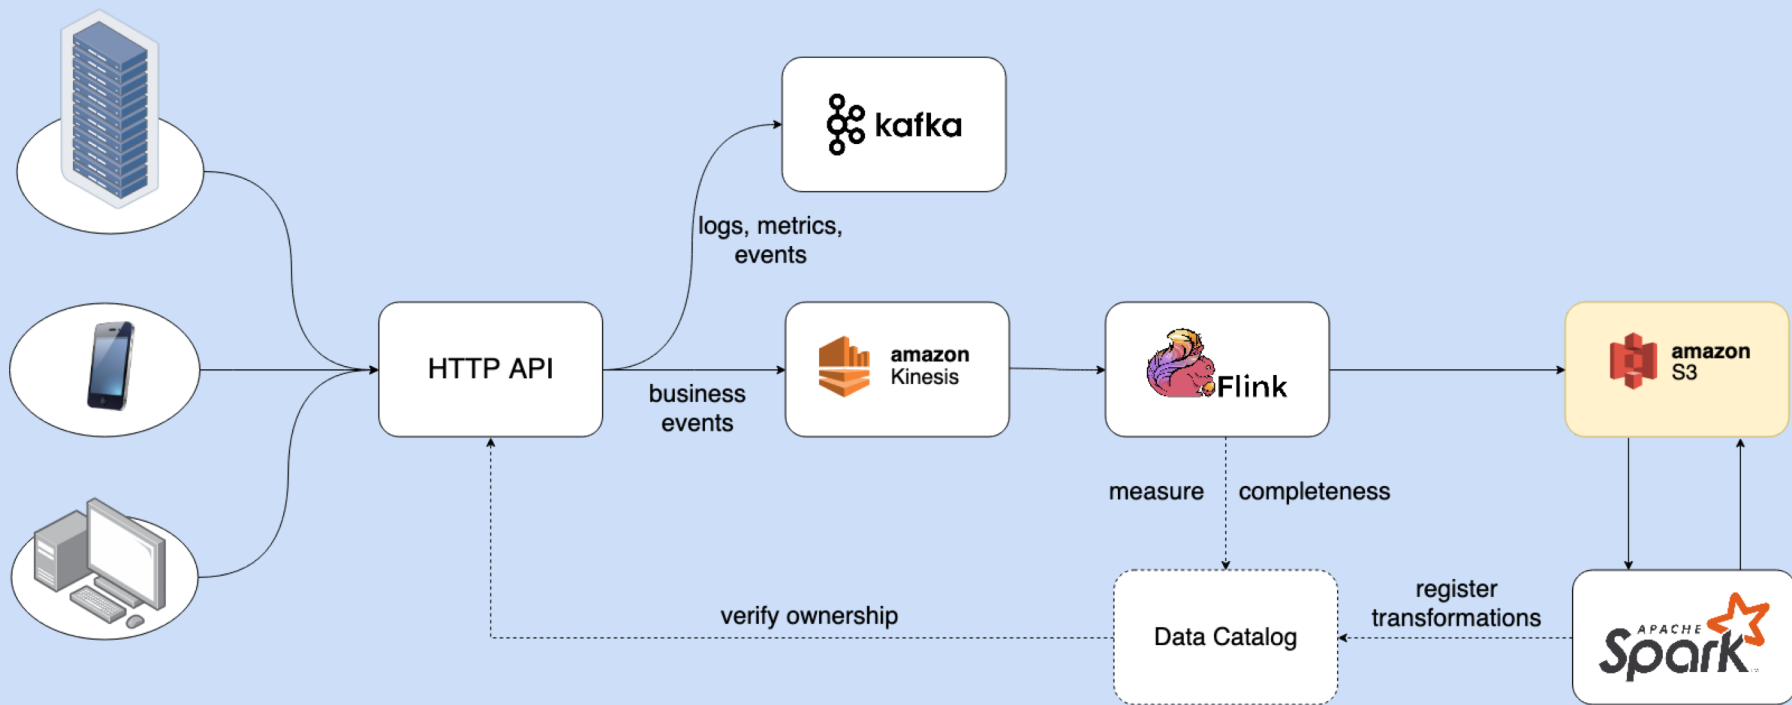 kafka
logs, metrics,
events
HTTP API
business
events
amazon
Kinesis
Flink
amazon
S3
measure completeness
verify ownership
Data Catalog
register
transformations
APACHE
Spark